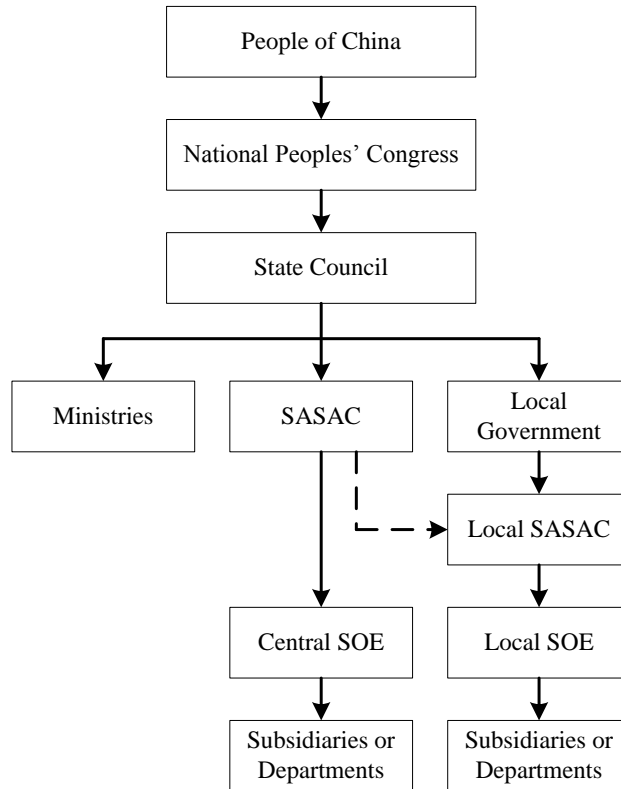 People of China
National Peoples’ Congress
State Council
Ministries
SASAC
Local
Government
Local SASAC
Central SOE
Local SOE
Subsidiaries or
Departments
Subsidiaries or
Departments